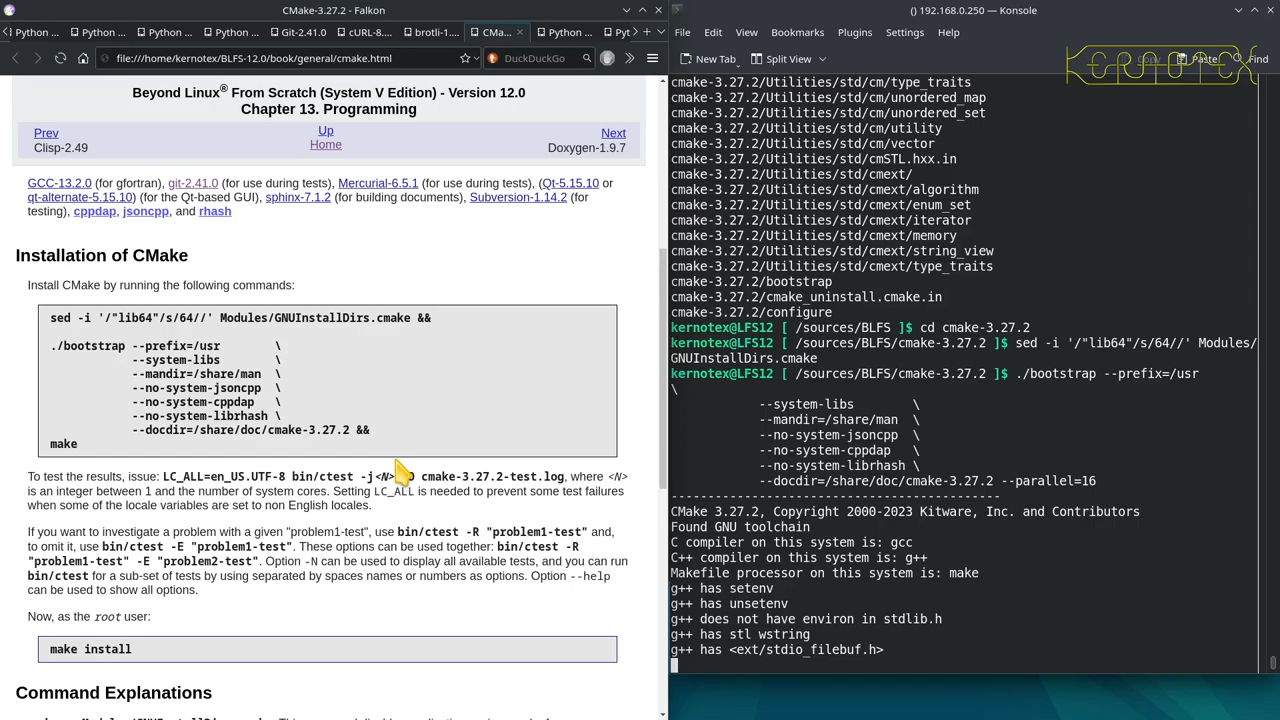 CMake-3.27.2 - Falkon
Python ...
Python ...
Python ...
Python ...
Git-2.41.0
cURL-8....
brotli-1....
CMa...
Python ...
Pyt
file:///home/kernotex/BLFS-12.0/book/general/cmake.html
DuckDuckGo
Beyond Linux® From Scratch (System V Edition) - Version 12.0
Chapter 13. Programming
Prev
Up
Next
Clisp-2.49
Home
Doxygen-1.9.7
GCC-13.2.0 (for gfortran), git-2.41.0 (for use during tests), Mercurial-6.5.1 (for use during tests), (Qt-5.15.10 or
qt-alternate-5.15.10) (for the Qt-based GUI), sphinx-7.1.2 (for building documents), Subversion-1.14.2 (for
testing), cppdap, jsoncpp, and rhash
Installation of CMake
Install CMake by running the following commands:
sed -i '/"lib64"/s/64//' Modules/GNUInstallDirs.cmake &&
./bootstrap --prefix=/usr \
--system-libs \
--mandir=/share/man \
--no-system-jsoncpp \
--no-system-cppdap \
--no-system-librhash \
--docdir=/share/doc/cmake-3.27.2 &&
make
To test the results, issue: LC_ALL=en_US.UTF-8 bin/ctest -j<N> O cmake-3.27.2-test.log, where <N>
is an integer between 1 and the number of system cores. Setting LC_ALL is needed to prevent some test failures
when some of the locale variables are set to non English locales.
If you want to investigate a problem with a given "problem1-test", use bin/ctest -R "problem1-test" and,
to omit it, use bin/ctest -E "problem1-test". These options can be used together: bin/ctest -R
"problem1-test" -E "problem2-test". Option -N can be used to display all available tests, and you can run
bin/ctest for a sub-set of tests by using separated by spaces names or numbers as options. Option --help
can be used to show all options.
Now, as the root user:
make install
Command Explanations
() 192.168.0.250 — Konsole
File Edit View Bookmarks Plugins Settings Help
New Tab
Split View
Copy
Paste
Find
KERNOTEX
cmake-3.27.2/Utilities/std/cm/type_traits
cmake-3.27.2/Utilities/std/cm/unordered_map
cmake-3.27.2/Utilities/std/cm/unordered_set
cmake-3.27.2/Utilities/std/cm/utility
cmake-3.27.2/Utilities/std/cm/vector
cmake-3.27.2/Utilities/std/cmSTL.hxx.in
cmake-3.27.2/Utilities/std/cmext/
cmake-3.27.2/Utilities/std/cmext/algorithm
cmake-3.27.2/Utilities/std/cmext/enum_set
cmake-3.27.2/Utilities/std/cmext/iterator
cmake-3.27.2/Utilities/std/cmext/memory
cmake-3.27.2/Utilities/std/cmext/string_view
cmake-3.27.2/Utilities/std/cmext/type_traits
cmake-3.27.2/bootstrap
cmake-3.27.2/cmake_uninstall.cmake.in
cmake-3.27.2/configure
kernotex@LFS12 [ /sources/BLFS ]$ cd cmake-3.27.2
kernotex@LFS12 [ /sources/BLFS/cmake-3.27.2 ]$ sed -i '/"lib64"/s/64//' Modules/
GNUInstallDirs.cmake
kernotex@LFS12 [ /sources/BLFS/cmake-3.27.2 ]$ ./bootstrap --prefix=/usr
\
--system-libs \
--mandir=/share/man \
--no-system-jsoncpp \
--no-system-cppdap \
--no-system-librhash \
--docdir=/share/doc/cmake-3.27.2 --parallel=16
---------------------------------------------
CMake 3.27.2, Copyright 2000-2023 Kitware, Inc. and Contributors
Found GNU toolchain
C compiler on this system is: gcc
C++ compiler on this system is: g++
Makefile processor on this system is: make
g++ has setenv
g++ has unsetenv
g++ does not have environ in stdlib.h
g++ has stl wstring
g++ has <ext/stdio_filebuf.h>